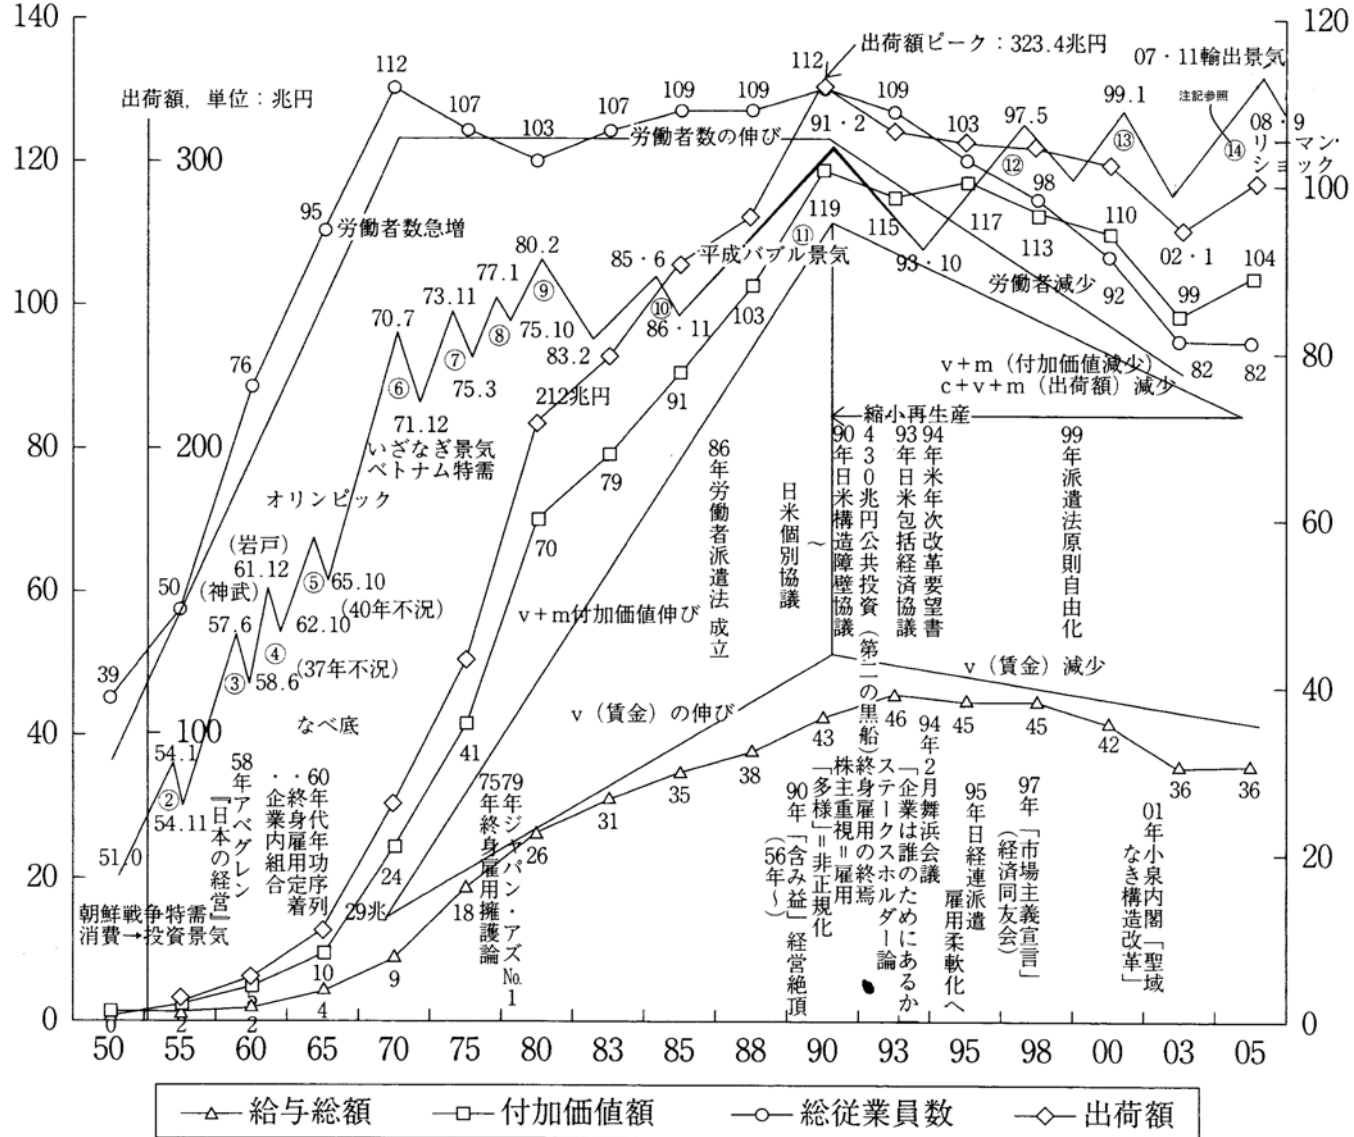 140
120
100
80
60
40
20
0
出荷額，単位：兆円
300
200
100
120
100
80
60
40
20
0
出荷額ピーク：323.4兆円
07・11輸出景気
注記参照
08・9
リーマン・
ショック
39
50
76
95
112
107
103
107
109
109
112
109
103
98
92
82
82
労働者数の伸び
労働者数急増
労働者減少
91・2
97.5
99.1
⑫
⑬
⑭
119
115
117
113
110
99
104
02・1
93・10
平成バブル景気
⑪
85・6
⑩
86・11
103
80.2
⑨
77.1
⑧
75.10
83.2
73.11
⑦
75.3
70.7
⑥
71.12
いざなぎ景気
ベトナム特需
オリンピック
(岩戸)
61.12
(神武)
57.6
⑤
65.10
(40年不況)
62.10
④
(37年不況)
③
58.6
なべ底
54.1
②
54.11
51.0
朝鮮戦争特需
消費→投資景気
212兆円
91
79
70
41
24
29兆
10
3
v＋m (付加価値減少)
c＋v＋m (出荷額) 減少
縮小再生産
v＋m付加価値伸び
v (賃金) の伸び
v (賃金) 減少
0
2
2
4
9
18
26
31
35
38
43
46
45
45
42
36
36
58年アベグレン
『日本の経営』
・企業内組合
・終身雇用定着
60年代年功序列
75年終身雇用擁護論
79年ジャパン・アズNo.1
86年労働者派遣法 成立
日米個別協議
～
90年日米構造障壁協議
430兆円公共投資 (第二の黒船)
93年日米包括経済協議
94年米年次改革要望書
99年派遣法原則自由化
90年「含み益」経営絶頂
(56年～)
「多様」＝非正規化
株主重視＝雇用
終身雇用の終焉
ステークスホルダー論
「企業は誰のためにあるか
94年2月舞浜会議
95年日経連派遣
雇用柔軟化へ
97年「市場主義宣言」
(経済同友会)
01年小泉内閣「聖域
なき構造改革」
50 55 60 65 70 75 80 83 85 88 90 93 95 98 00 03 05
給与総額 付加価値額 総従業員数 出荷額